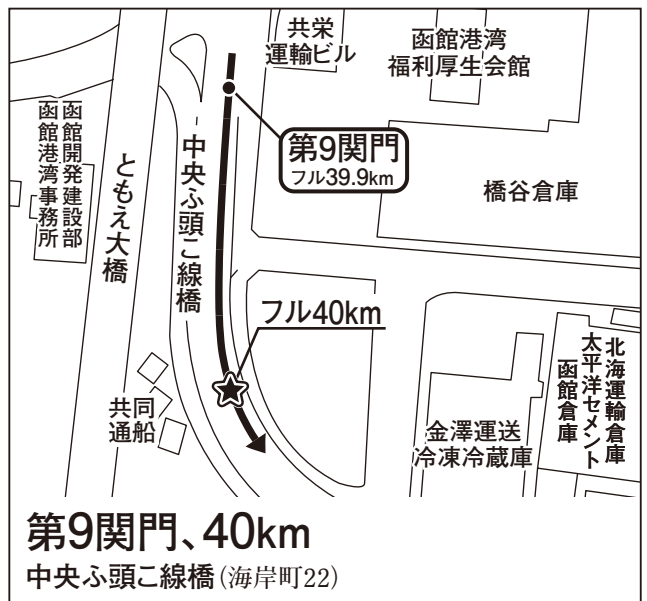 共栄
運輸ビル
函館港湾
福利厚生会館
第9関門
フル39.9km
橋谷倉庫
函館開発建設部
函館港湾事務所
ともえ大橋
中央ふ頭こ線橋
フル40km
共同
通船
金澤運送
冷凍冷蔵庫
北海運輸倉庫
太平洋セメント
函館倉庫
第9関門、40km
中央ふ頭こ線橋(海岸町22)